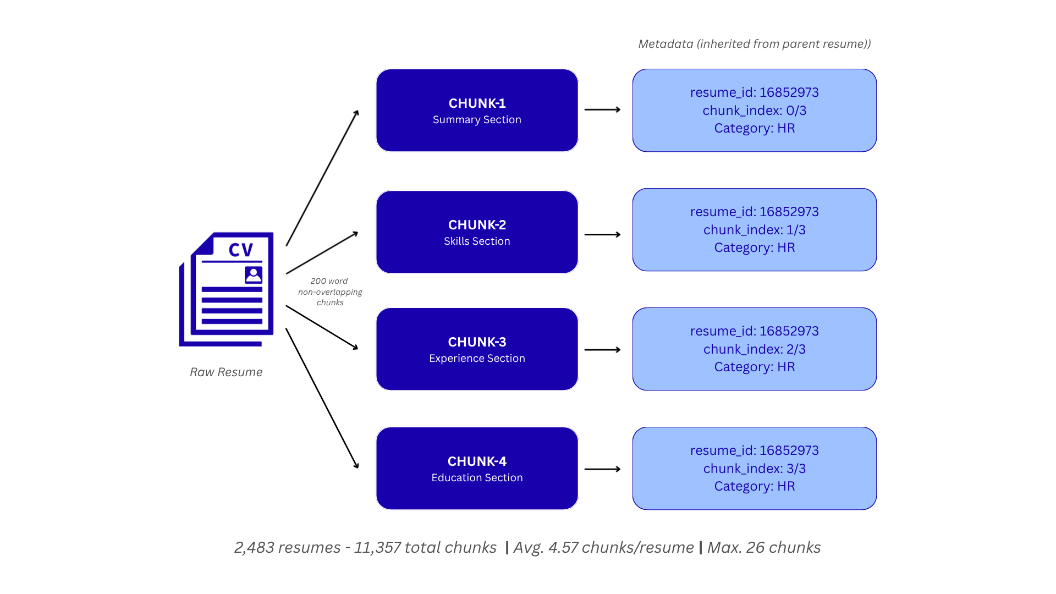 Metadata (inherited from parent resume))
CHUNK-1
Summary Section
resume_id: 16852973
chunk_index: 0/3
Category: HR
CHUNK-2
Skills Section
resume_id: 16852973
chunk_index: 1/3
Category: HR
CV
200 word
non-overlapping
chunks
Raw Resume
CHUNK-3
Experience Section
resume_id: 16852973
chunk_index: 2/3
Category: HR
CHUNK-4
Education Section
resume_id: 16852973
chunk_index: 3/3
Category: HR
2,483 resumes - 11,357 total chunks | Avg. 4.57 chunks/resume | Max. 26 chunks